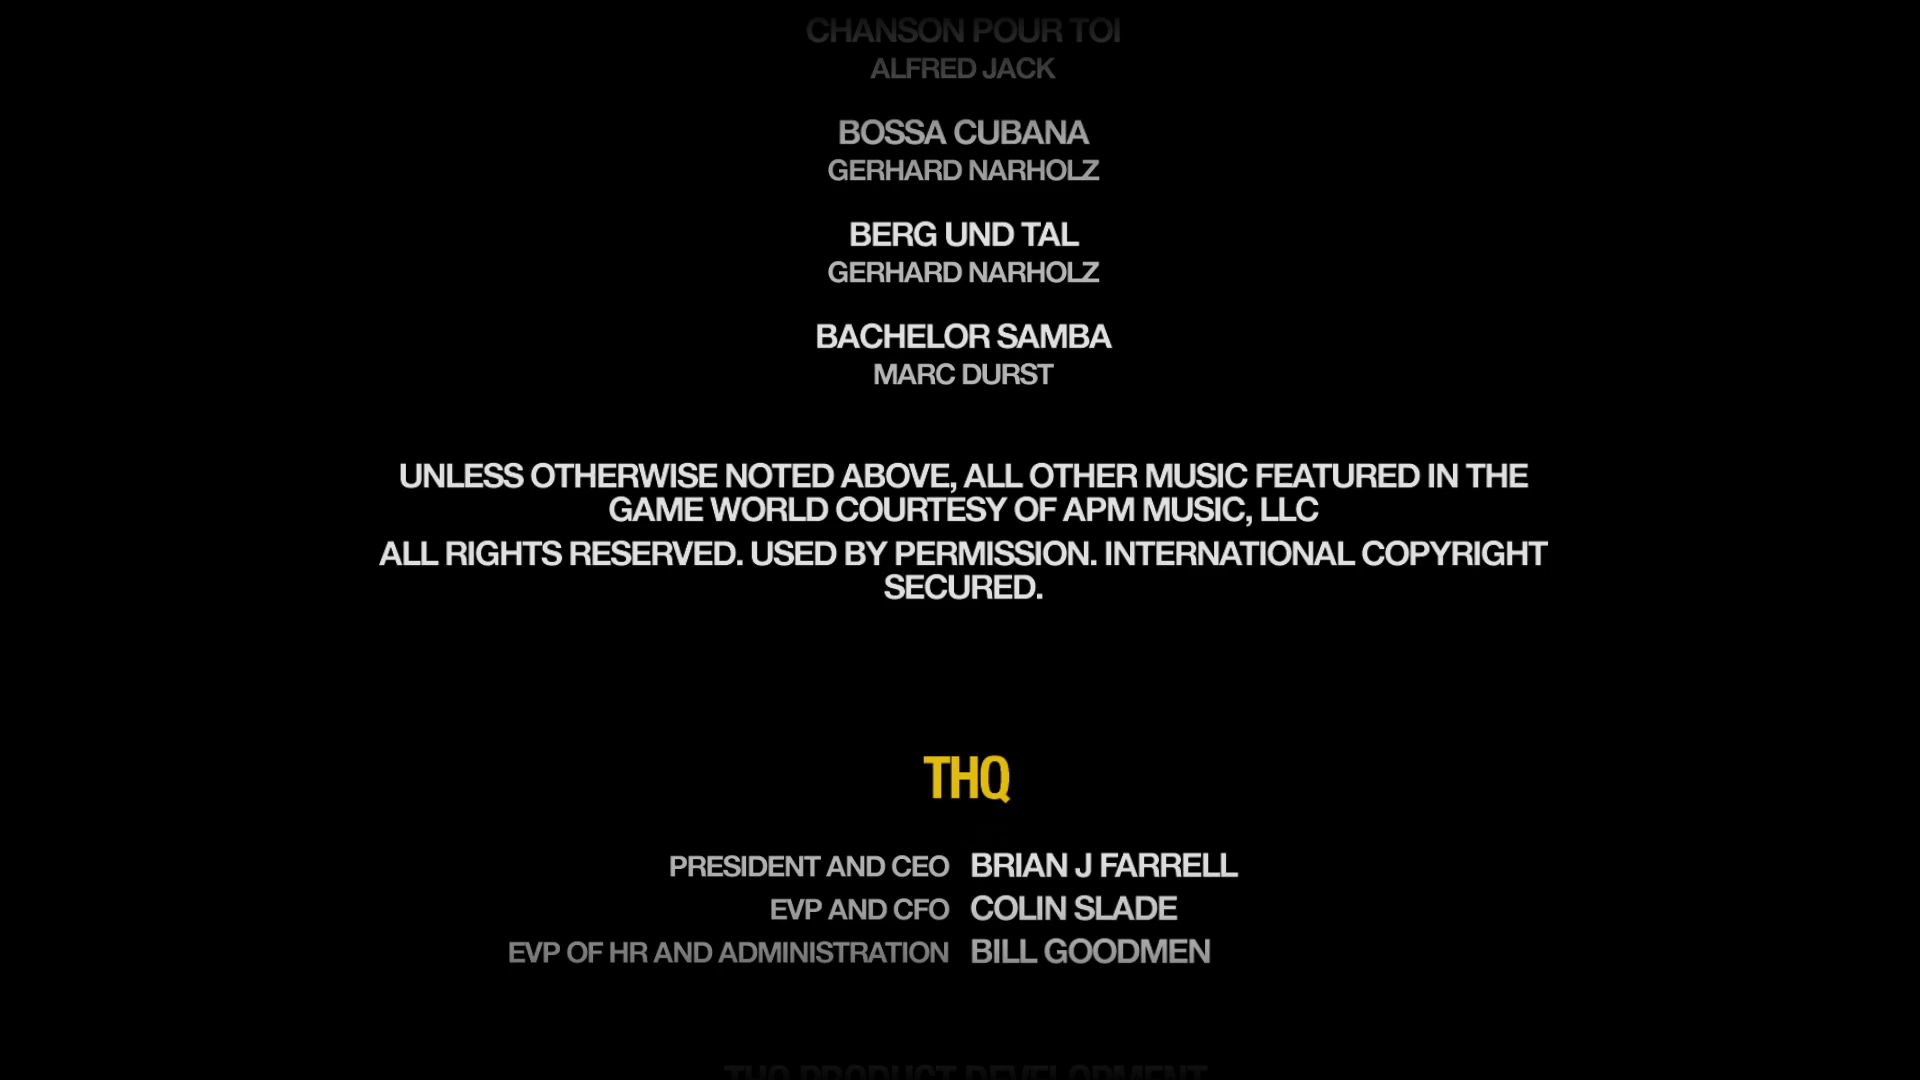 CHANSON POUR TOI
ALFRED JACK
BOSSA CUBANA
GERHARD NARHOLZ
BERG UND TAL
GERHARD NARHOLZ
BACHELOR SAMBA
MARC DURST
UNLESS OTHERWISE NOTED ABOVE, ALL OTHER MUSIC FEATURED IN THE
GAME WORLD COURTESY OF APM MUSIC, LLC
ALL RIGHTS RESERVED. USED BY PERMISSION. INTERNATIONAL COPYRIGHT
SECURED.
THQ
PRESIDENT AND CEO BRIAN J FARRELL
EVP AND CFO COLIN SLADE
EVP OF HR AND ADMINISTRATION BILL GOODMEN
THQ PRODUCT DEVELOPMENT